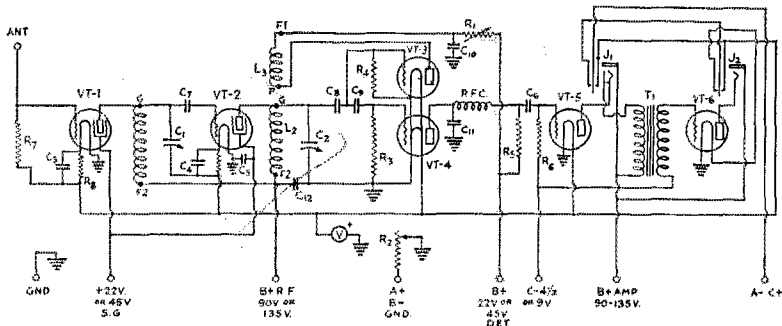 ANT
VT-1
C7
VT-2
F1
L3
P
R1
C10
R4
VT-3
C8
C9
G
L2
C2
R.F.C.
C6
VT-5
J1
T1
VT-6
J2
R7
C3
R8
G
C1
F2
C4
C5
F2
C12
R3
C11
VT-4
R5
R6
V
+
R2
GND
+22V
OR 45V
S.G
B+ R F
90V OR
135V.
A+
B-
GND.
B+
22V OR
45V
DET
C-4½
OR 9V
B+ AMP
90-135V.
A- C+